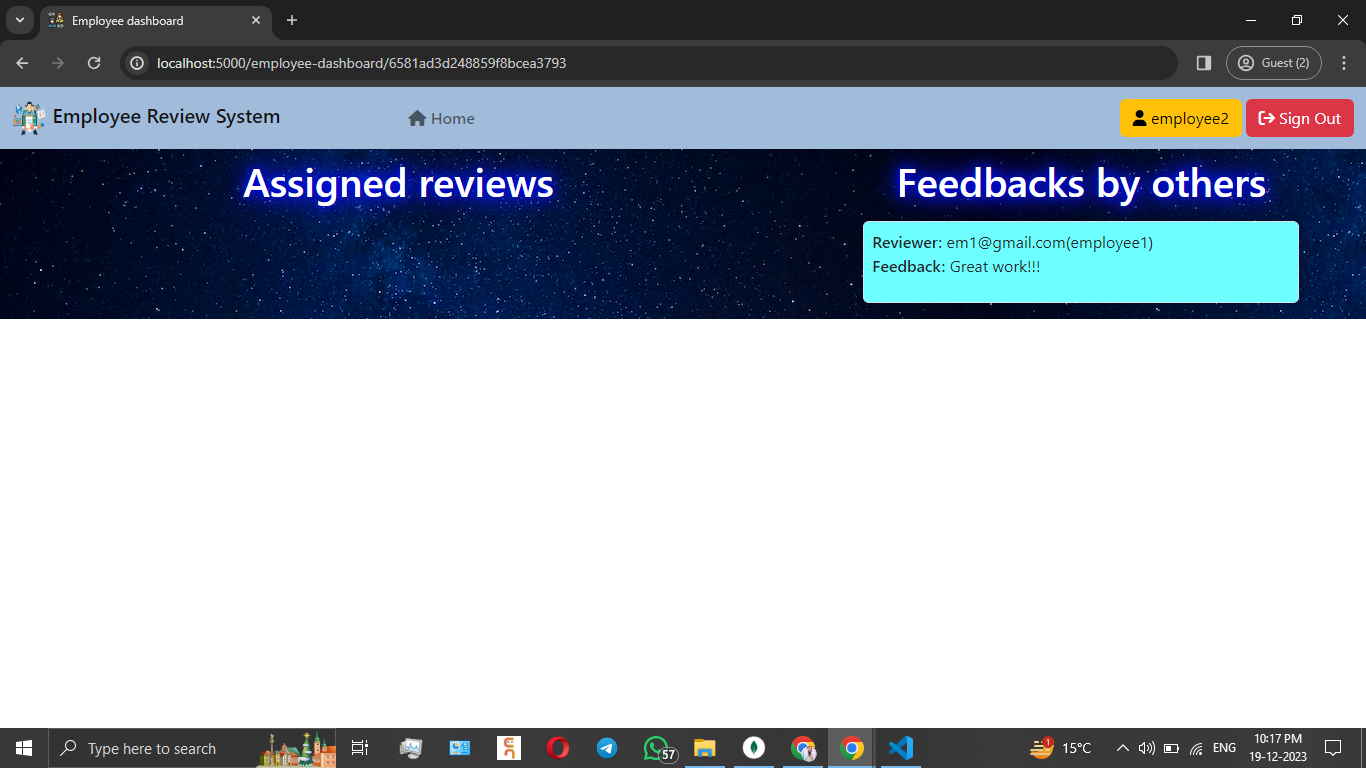 Employee dashboard
localhost:5000/employee-dashboard/6581ad3d248859f8bcea3793
Guest (2)
Employee Review System
Home
employee2
Sign Out
Assigned reviews
Feedbacks by others
Reviewer: em1@gmail.com(employee1)
Feedback: Great work!!!
Type here to search
57
1
15°C
ENG
10:17 PM
19-12-2023